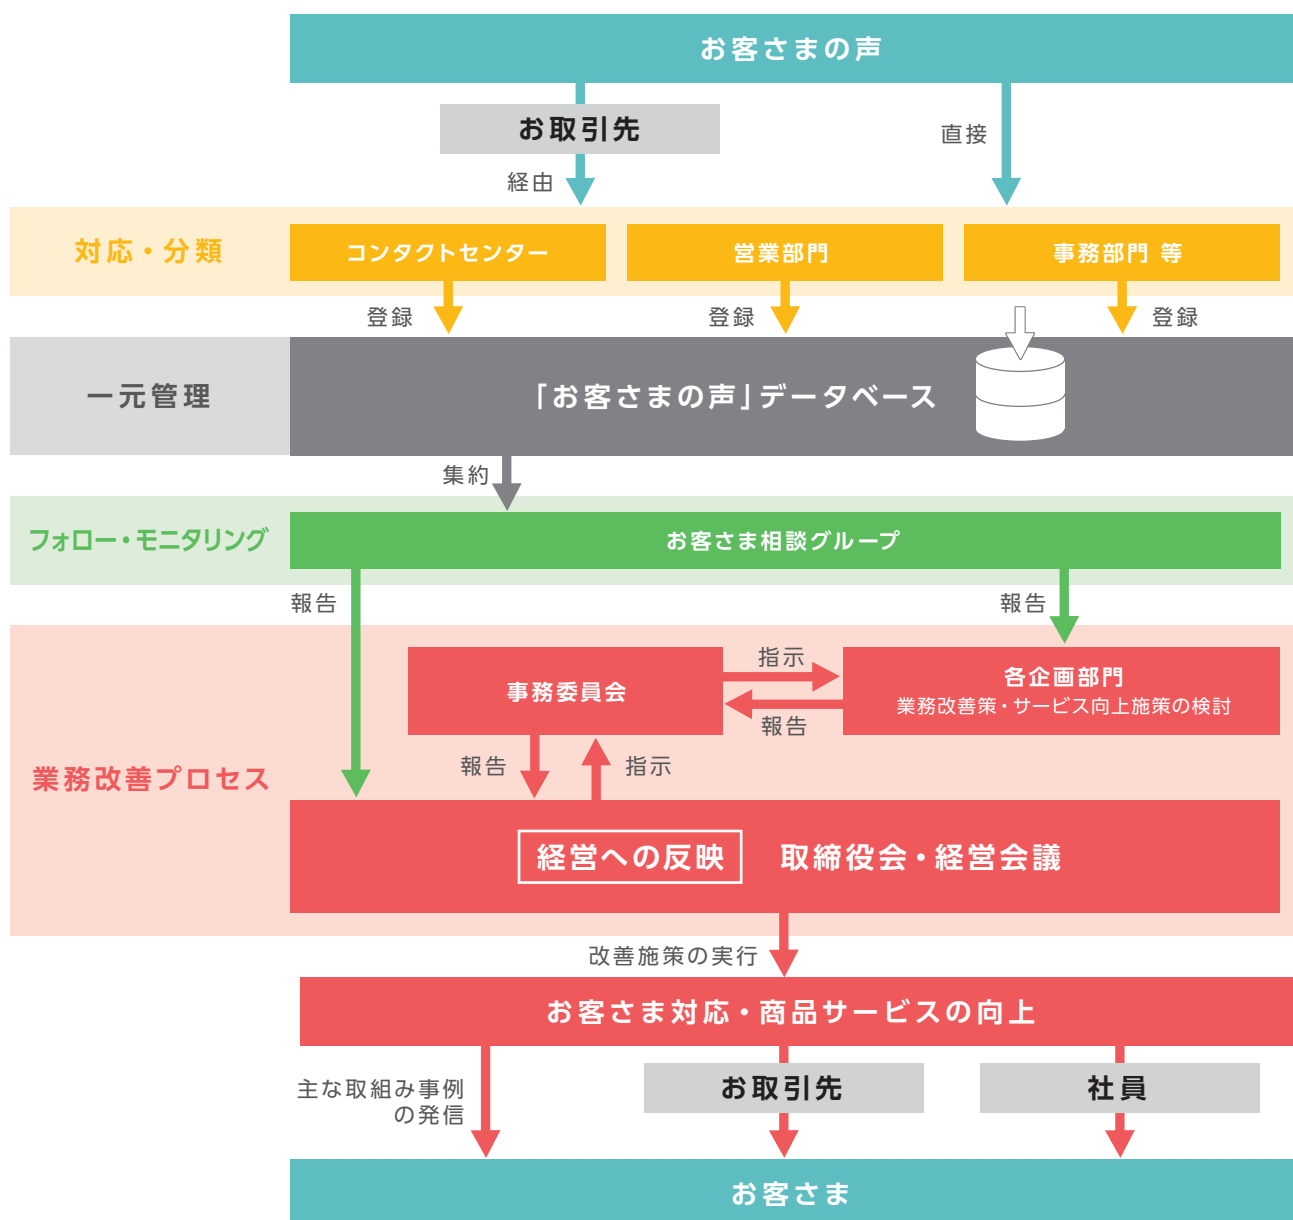 お客さまの声
お取引先
直接
経由
対応・分類
コンタクトセンター
営業部門
事務部門 等
登録
登録
登録
一元管理
「お客さまの声」データベース
集約
フォロー・モニタリング
お客さま相談グループ
報告
報告
業務改善プロセス
事務委員会
指示
報告
各企画部門
業務改善策・サービス向上施策の検討
報告
指示
経営への反映
取締役会・経営会議
改善施策の実行
お客さま対応・商品サービスの向上
主な取組み事例
の発信
お取引先
社員
お客さま